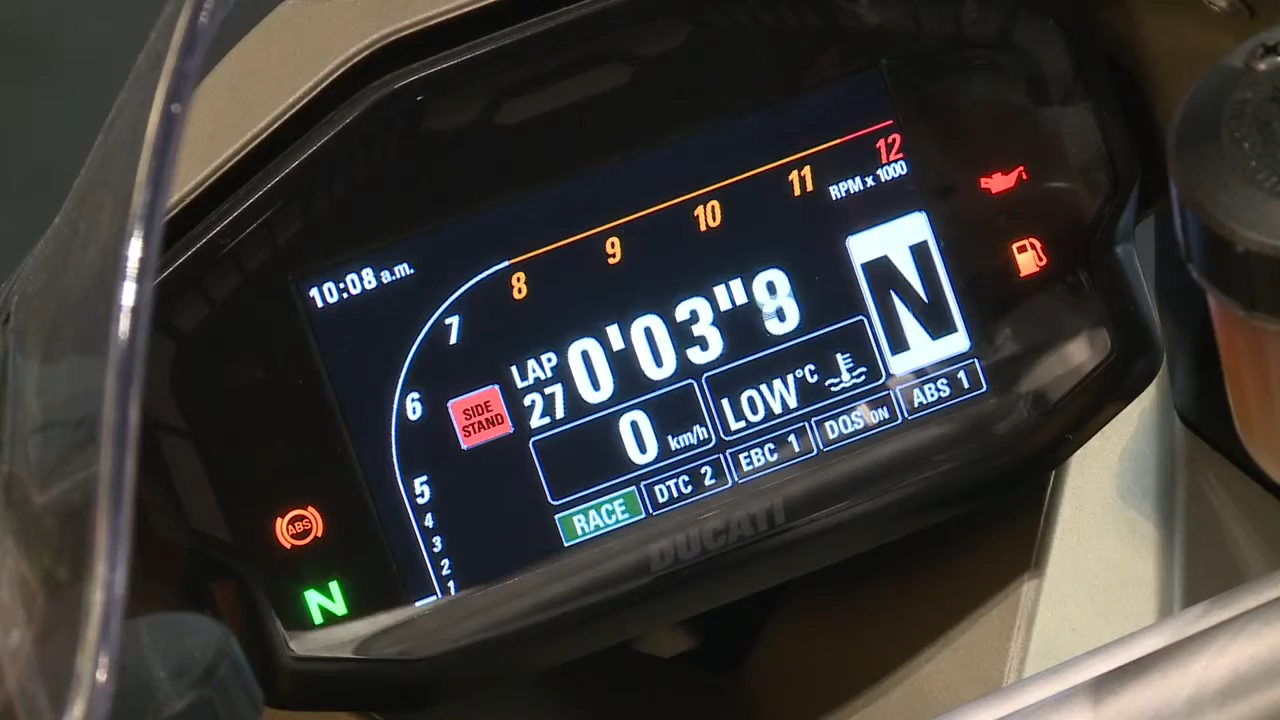 10:08 a.m.
1
2
3
4
5
6
7
8
9
10
11
12
RPM x 1000
LAP
27
0'03"8
N
SIDE
STAND
0 km/h
LOW °C
RACE
DTC 2
EBC 1
DQS ON
ABS 1
DUCATI
ABS
N